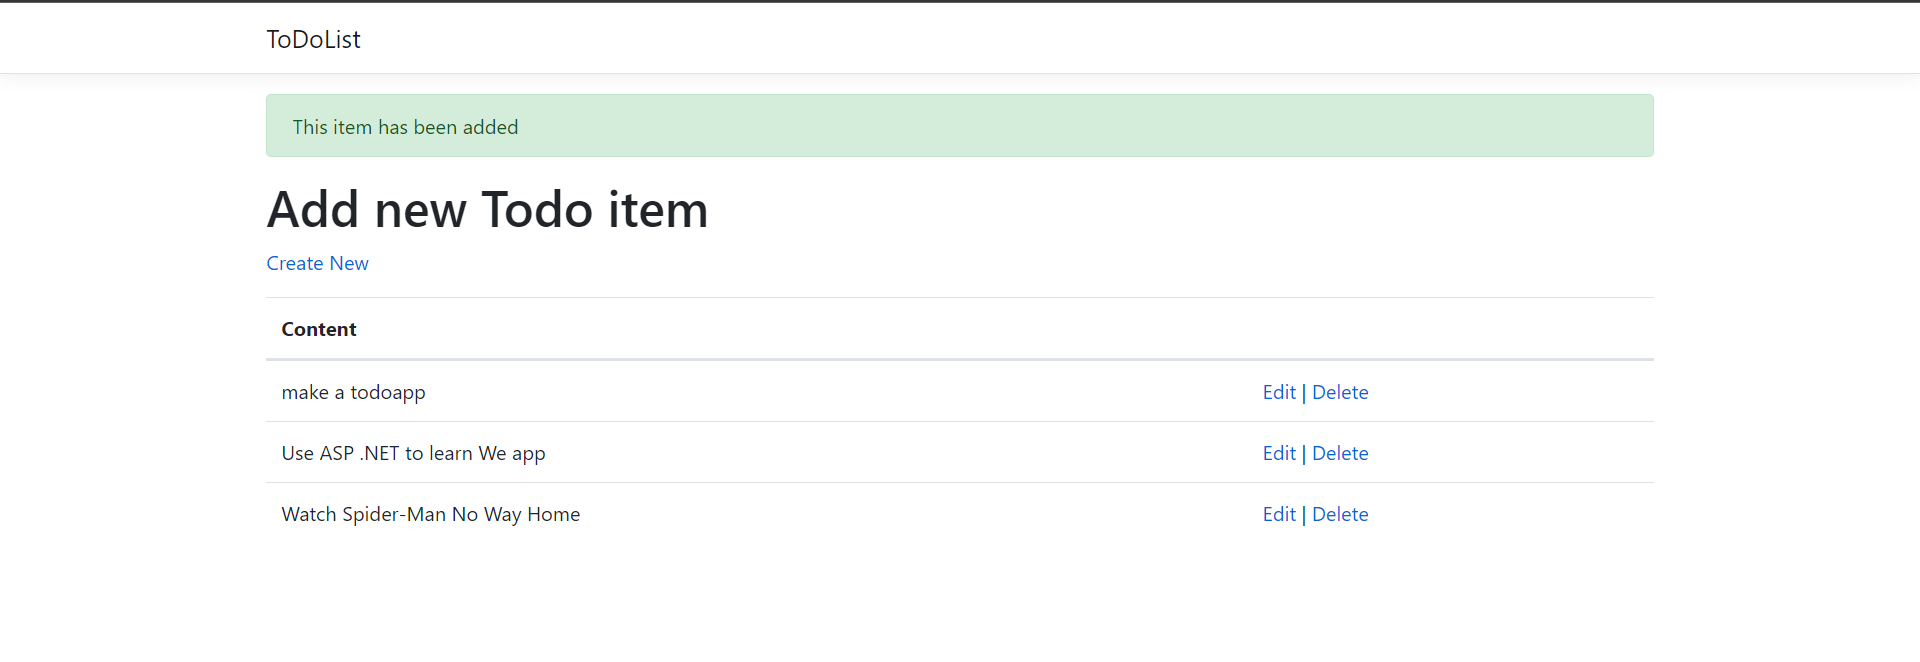 ToDoList
This item has been added
Add new Todo item
Create New
Content
make a todoapp Edit | Delete
Use ASP .NET to learn We app Edit | Delete
Watch Spider-Man No Way Home Edit | Delete